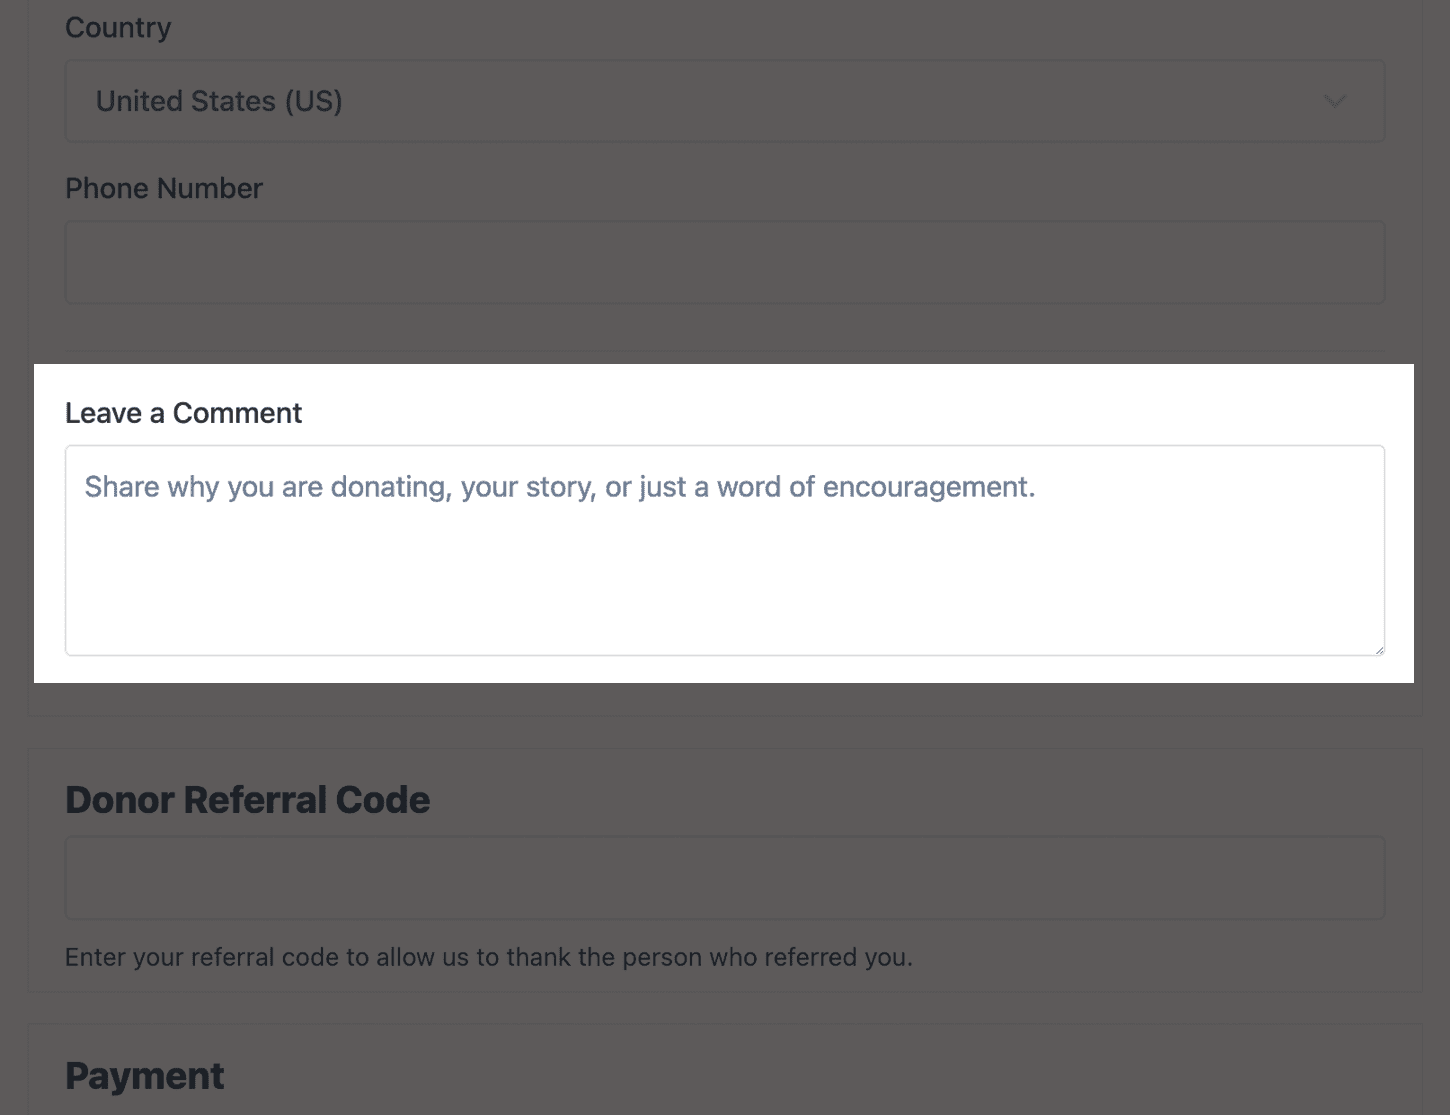 Country
United States (US)
Phone Number
Leave a Comment
Share why you are donating, your story, or just a word of encouragement.
Donor Referral Code
Enter your referral code to allow us to thank the person who referred you.
Payment